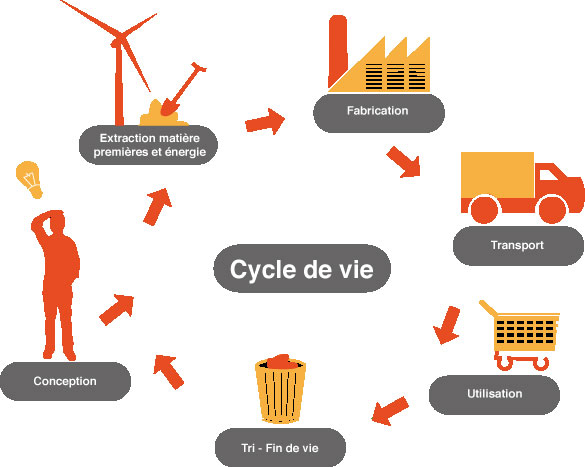 Fabrication
Extraction matière
premières et énergie
Transport
Cycle de vie
Conception
Utilisation
Tri - Fin de vie